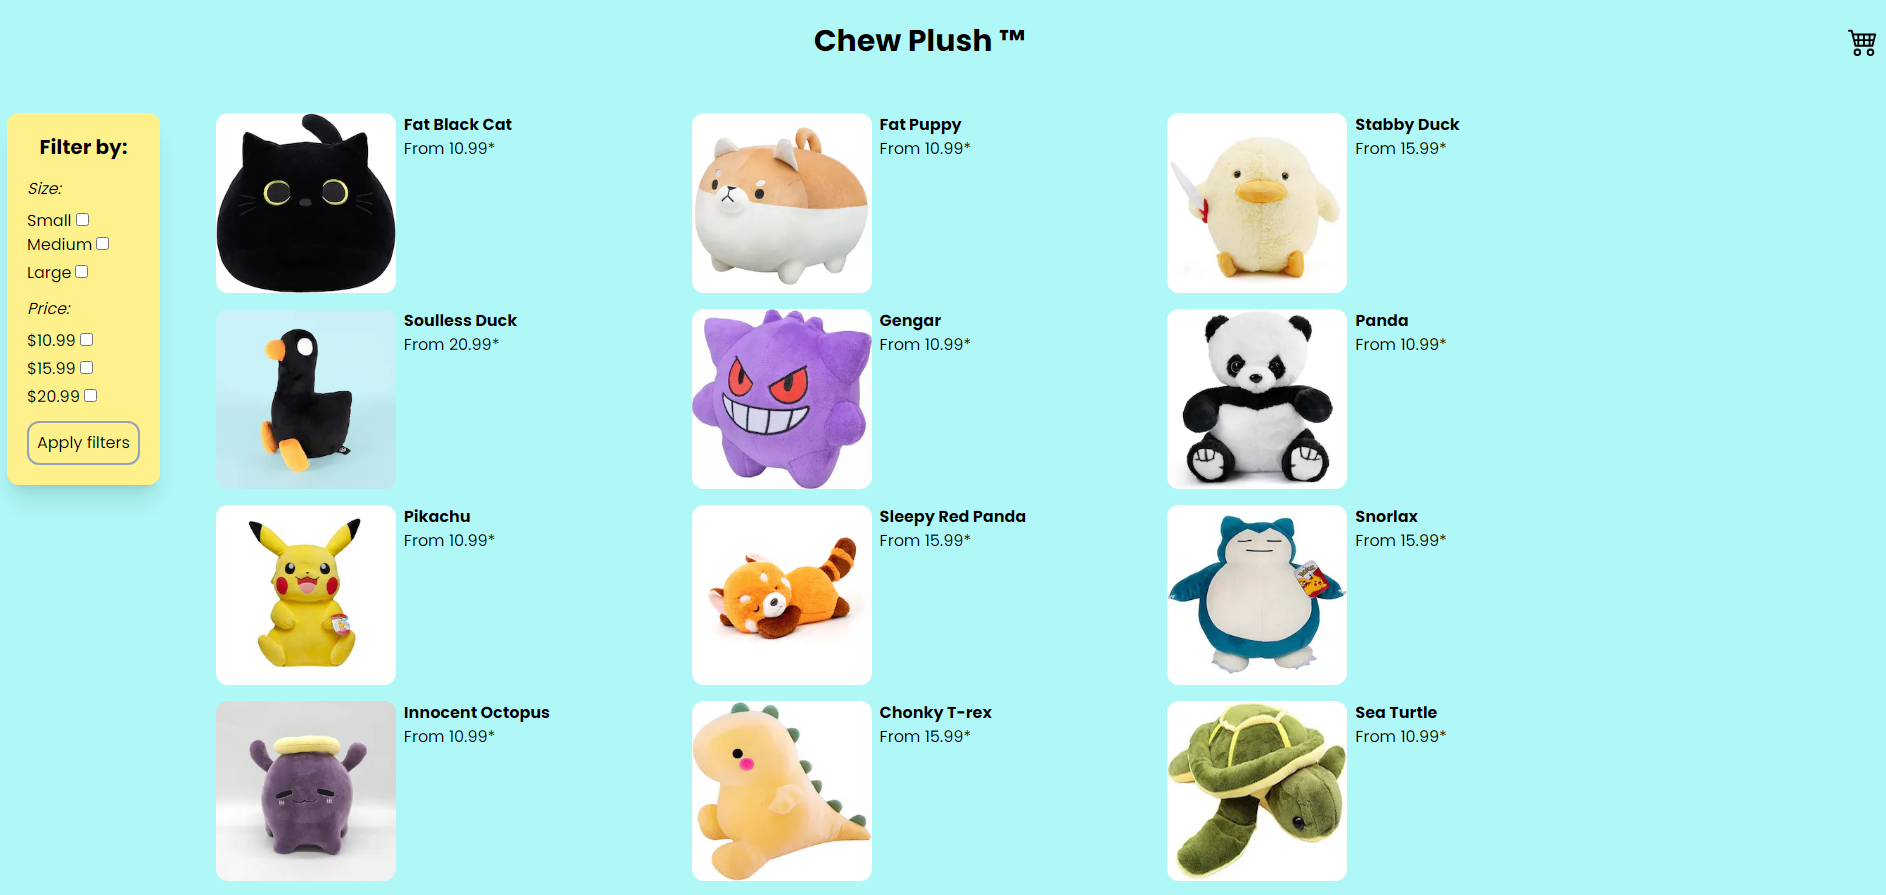 Chew Plush ™
Filter by:
Size:
Small
Medium
Large
Price:
$10.99
$15.99
$20.99
Apply filters
Fat Black Cat
From 10.99*
Fat Puppy
From 10.99*
Stabby Duck
From 15.99*
Soulless Duck
From 20.99*
Gengar
From 10.99*
Panda
From 10.99*
Pikachu
From 10.99*
Sleepy Red Panda
From 15.99*
Snorlax
From 15.99*
Innocent Octopus
From 10.99*
Chonky T-rex
From 15.99*
Sea Turtle
From 10.99*